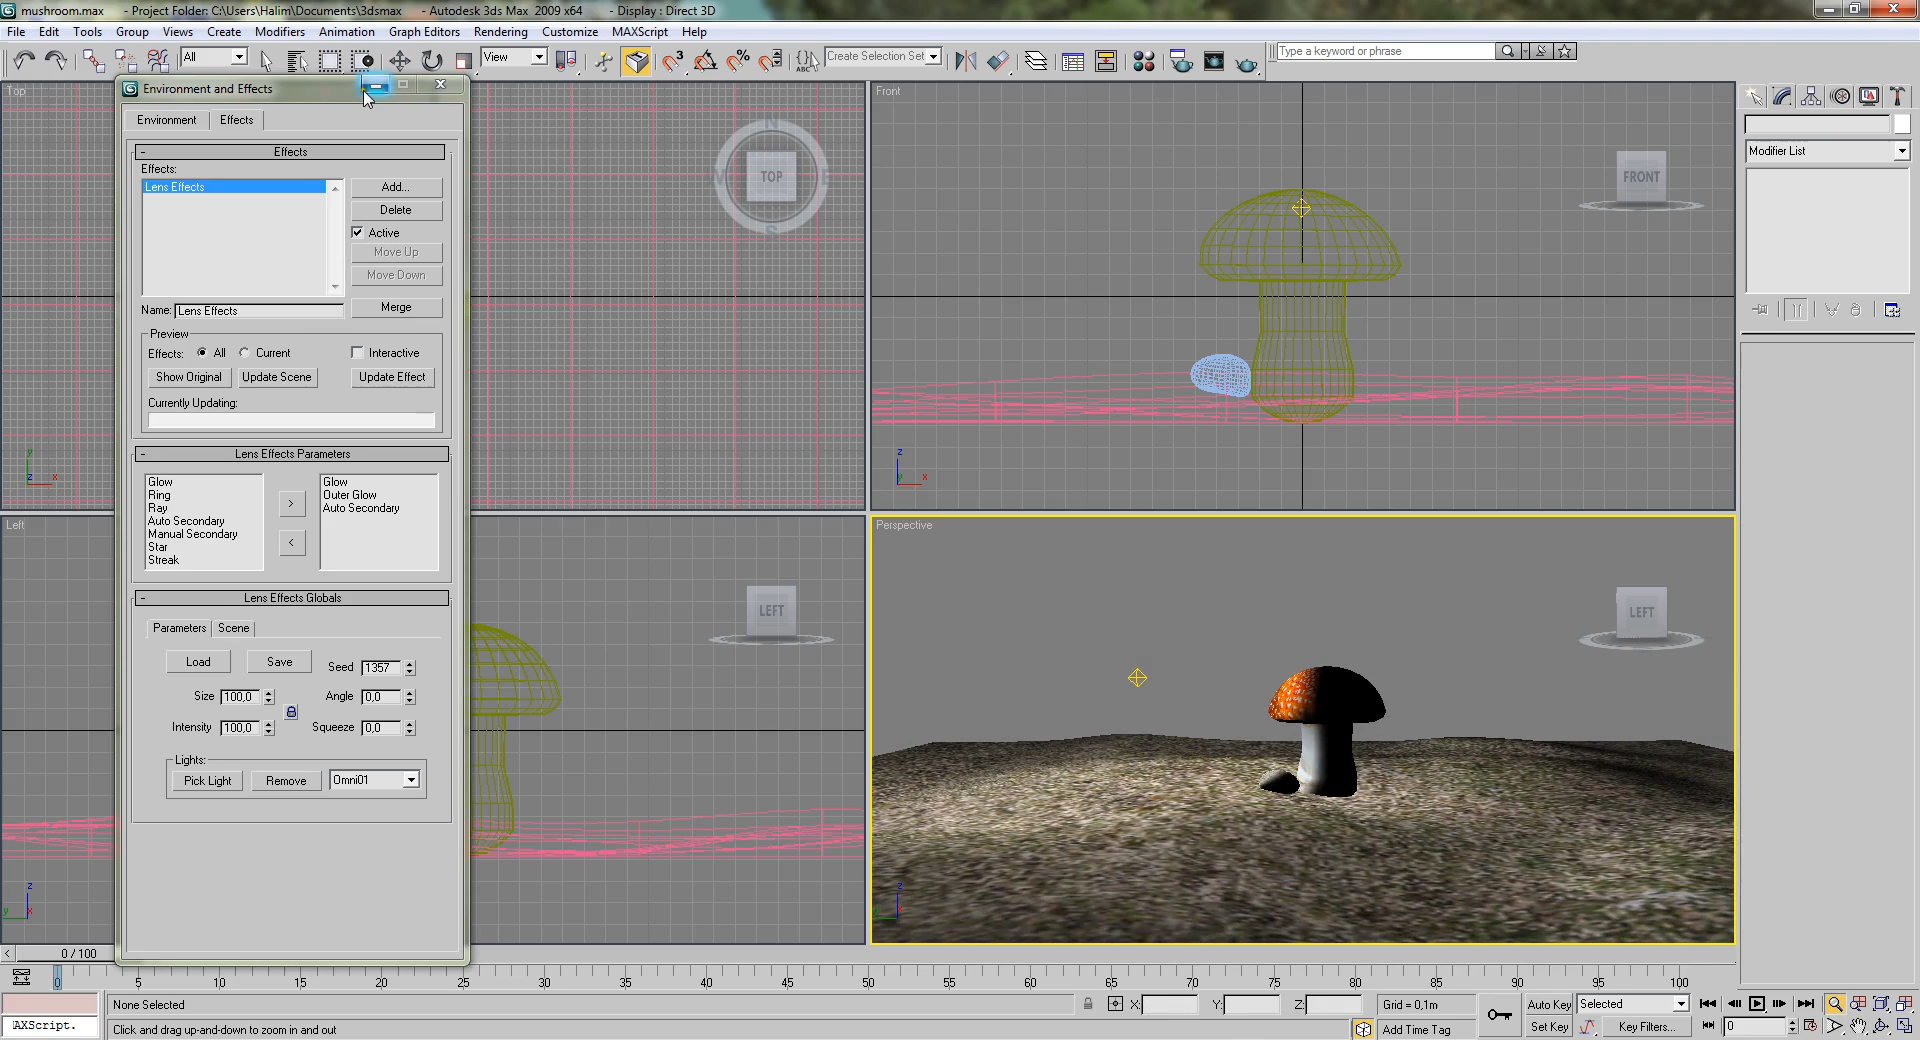 mushroom.max - Project Folder: C:\Users\Halim\Documents\3dsmax - Autodesk 3ds Max 2009 x64 - Display : Direct 3D
File Edit Tools Group Views Create Modifiers Animation Graph Editors Rendering Customize MAXScript Help
All View Create Selection Set Type a keyword or phrase
Environment and Effects
Environment Effects
Effects
Effects:
Lens Effects
Add...
Delete
Active
Move Up
Move Down
Name: Lens Effects
Merge
Preview
Effects: All Current Interactive
Show Original Update Scene Update Effect
Currently Updating:
Lens Effects Parameters
Glow
Ring
Ray
Auto Secondary
Manual Secondary
Star
Streak
>
<
Glow
Outer Glow
Auto Secondary
Lens Effects Globals
Parameters Scene
Load Save Seed 1357
Size 100,0 Angle 0,0
Intensity 100,0 Squeeze 0,0
Lights:
Pick Light Remove Omni01
Top
N
S
TOP
Front
FRONT
z
x
Left
LEFT
Perspective
LEFT
Modifier List
0 / 100
0 5 10 15 20 25 30 35 40 45 50 55 60 65 70 75 80 85 90 95 100
None Selected X: Y: Z: Grid = 0,1m Auto Key Selected
AXScript. Click and drag up-and-down to zoom in and out Add Time Tag Set Key Key Filters... 0